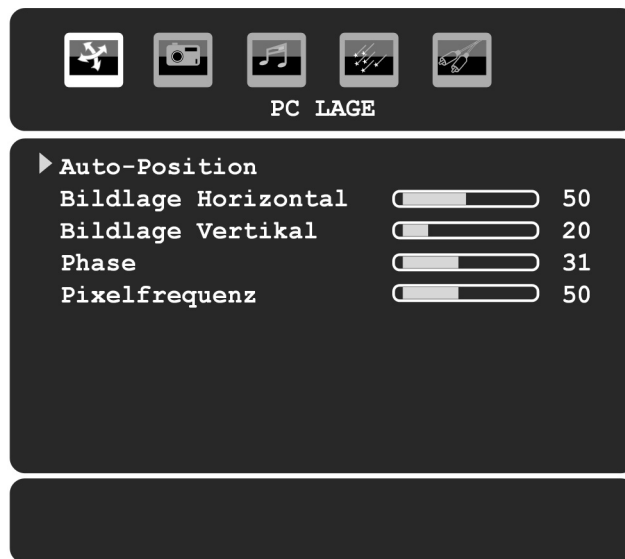 PC LAGE
Auto-Position
Bildlage Horizontal 50
Bildlage Vertikal 20
Phase 31
Pixelfrequenz 50